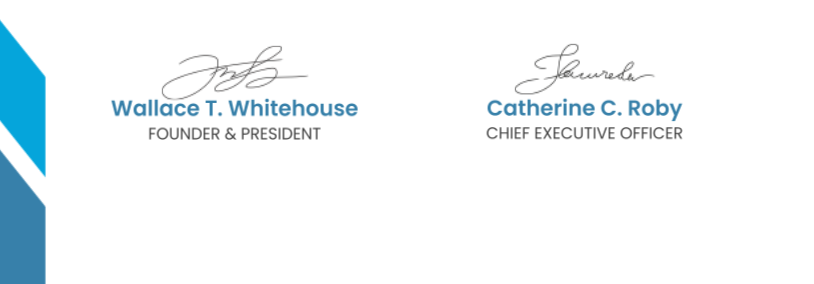 Wallace T. Whitehouse
FOUNDER & PRESIDENT
Catherine C. Roby
CHIEF EXECUTIVE OFFICER